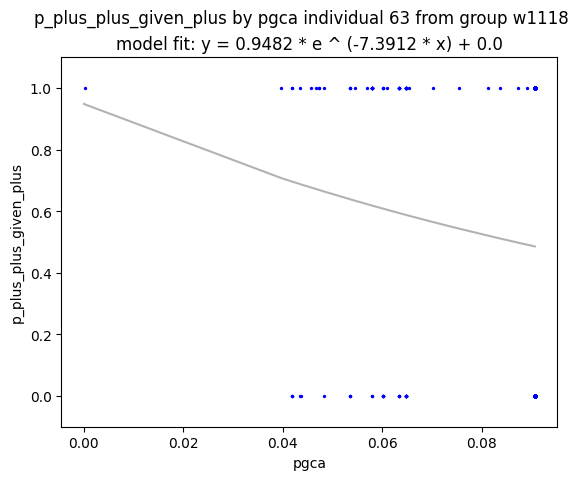 p_plus_plus_given_plus by pgca individual 63 from group w1118
model fit: y = 0.9482 * e ^ (-7.3912 * x) + 0.0
1.0
0.8
0.6
0.4
0.2
0.0
p_plus_plus_given_plus
0.00 0.02 0.04 0.06 0.08
pgca